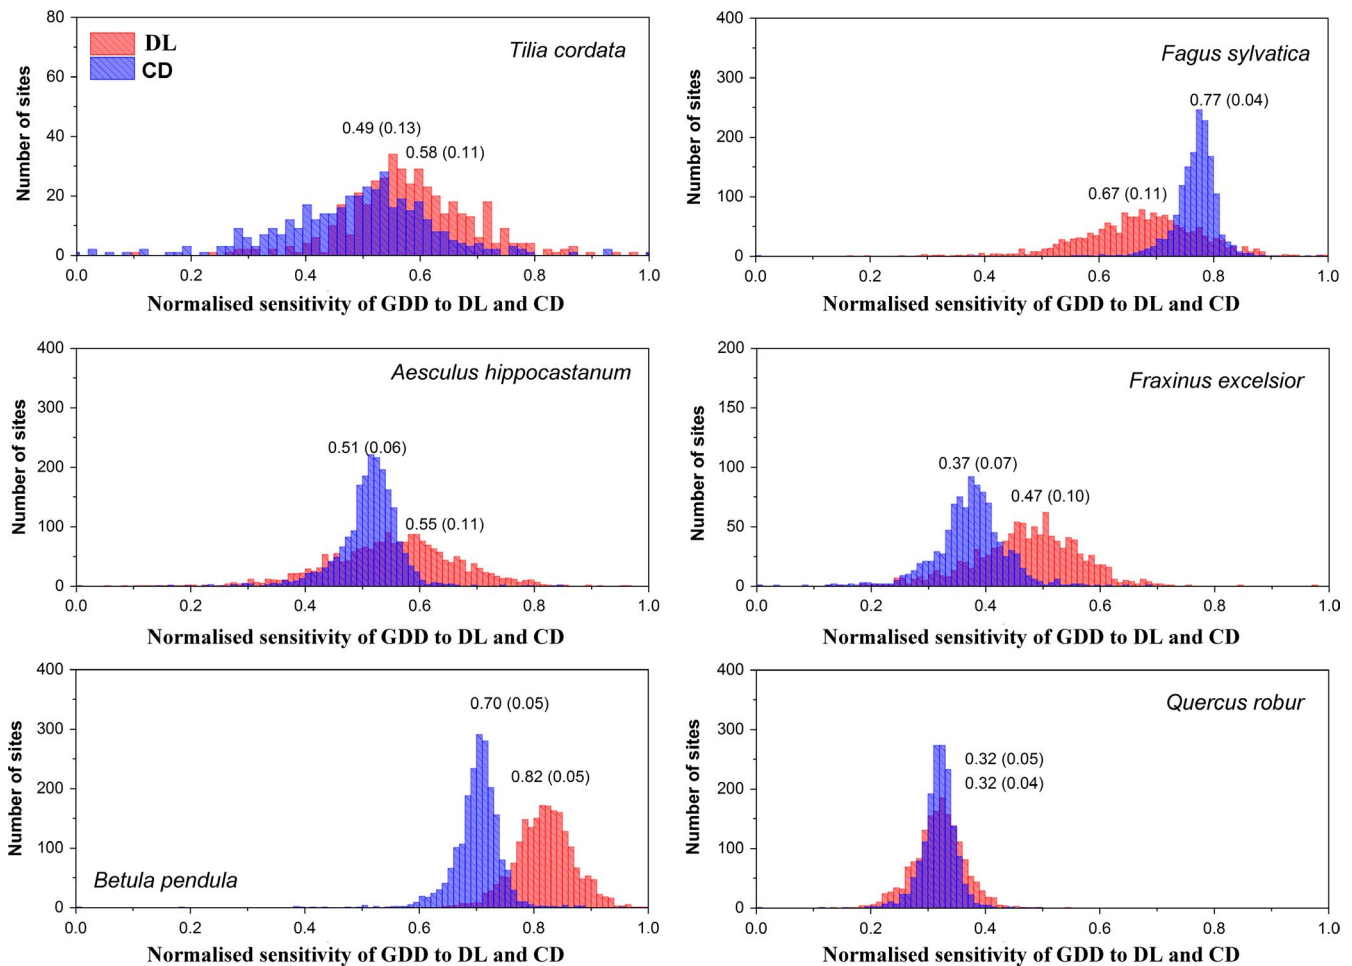 80
60
40
20
0
Number of sites
DL
CD
Tilia cordata
0.49 (0.13)
0.58 (0.11)
0.0 0.2 0.4 0.6 0.8 1.0
Normalised sensitivity of GDD to DL and CD
400
300
200
100
0
Number of sites
Fagus sylvatica
0.77 (0.04)
0.67 (0.11)
0.0 0.2 0.4 0.6 0.8 1.0
Normalised sensitivity of GDD to DL and CD
400
300
200
100
0
Number of sites
Aesculus hippocastanum
0.51 (0.06)
0.55 (0.11)
0.0 0.2 0.4 0.6 0.8 1.0
Normalised sensitivity of GDD to DL and CD
200
150
100
50
0
Number of sites
Fraxinus excelsior
0.37 (0.07)
0.47 (0.10)
0.0 0.2 0.4 0.6 0.8 1.0
Normalised sensitivity of GDD to DL and CD
400
300
200
100
0
Number of sites
0.70 (0.05)
0.82 (0.05)
Betula pendula
0.0 0.2 0.4 0.6 0.8 1.0
Normalised sensitivity of GDD to DL and CD
400
300
200
100
0
Number of sites
Quercus robur
0.32 (0.05)
0.32 (0.04)
0.0 0.2 0.4 0.6 0.8 1.0
Normalised sensitivity of GDD to DL and CD